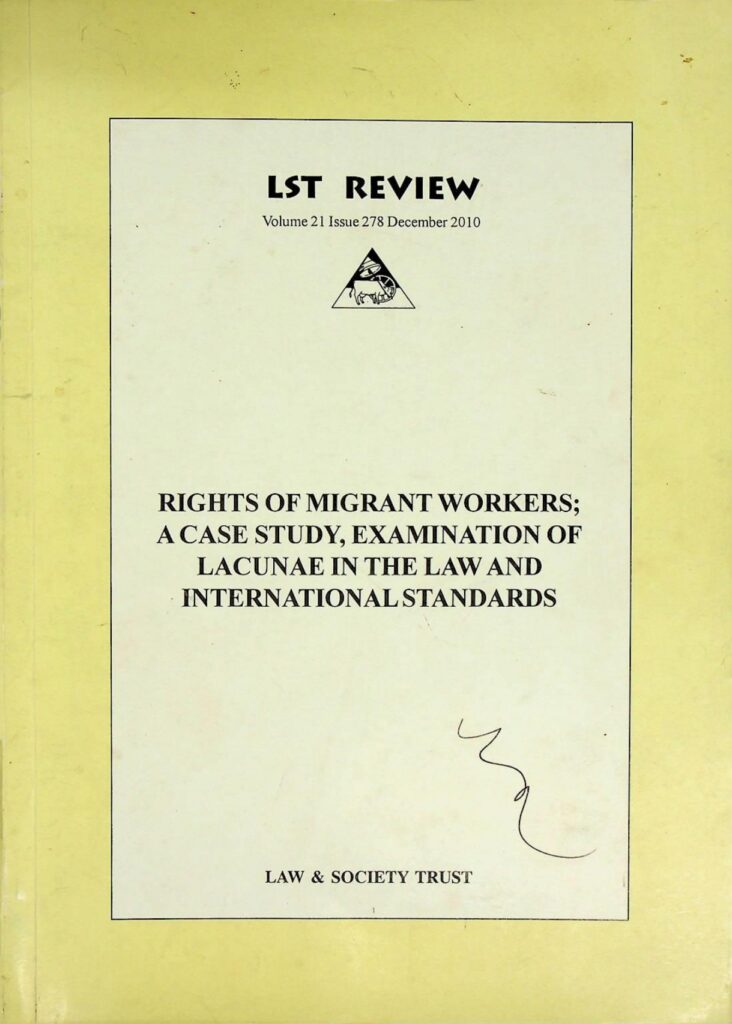 LST REVIEW
Volume 21 Issue 278 December 2010
RIGHTS OF MIGRANT WORKERS;
A CASE STUDY, EXAMINATION OF
LACUNAE IN THE LAW AND
INTERNATIONAL STANDARDS
LAW & SOCIETY TRUST